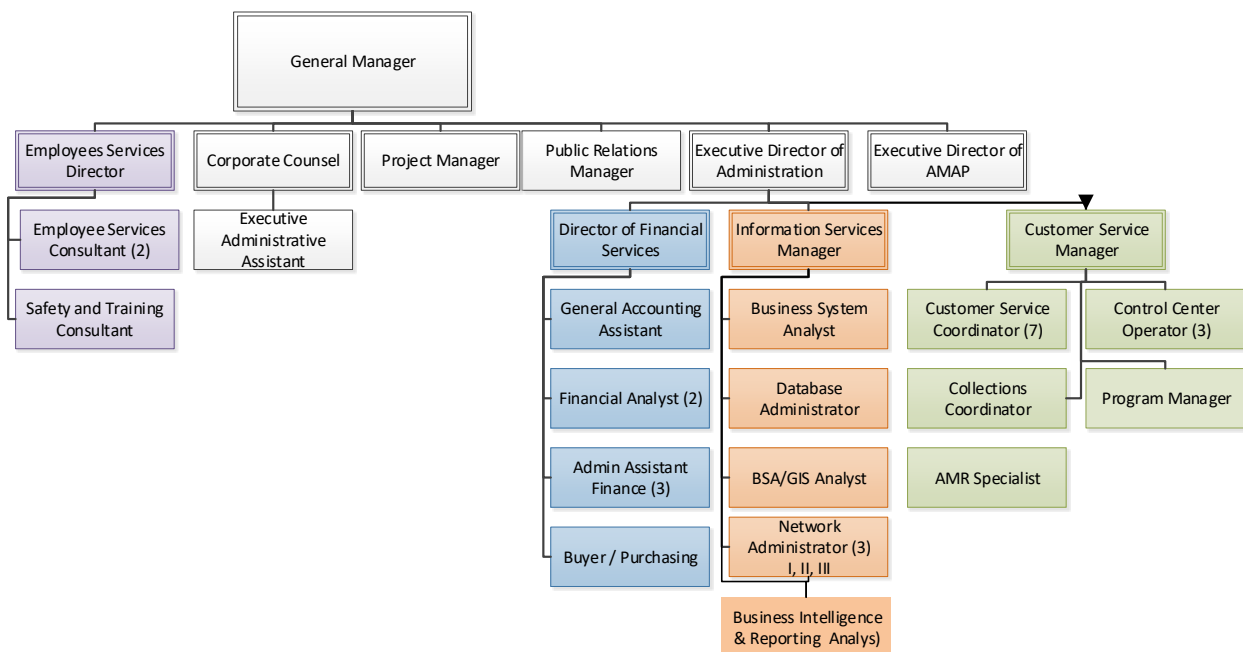 General Manager
Employees Services
Director
Corporate Counsel
Project Manager
Public Relations
Manager
Executive Director of
Administration
Executive Director of
AMAP
Employee Services
Consultant (2)
Executive
Administrative
Assistant
Director of Financial
Services
Information Services
Manager
Customer Service
Manager
Safety and Training
Consultant
General Accounting
Assistant
Business System
Analyst
Customer Service
Coordinator (7)
Control Center
Operator (3)
Financial Analyst (2)
Database
Administrator
Collections
Coordinator
Program Manager
Admin Assistant
Finance (3)
BSA/GIS Analyst
AMR Specialist
Buyer / Purchasing
Network
Administrator (3)
I, II, III
Business Intelligence
& Reporting Analys)